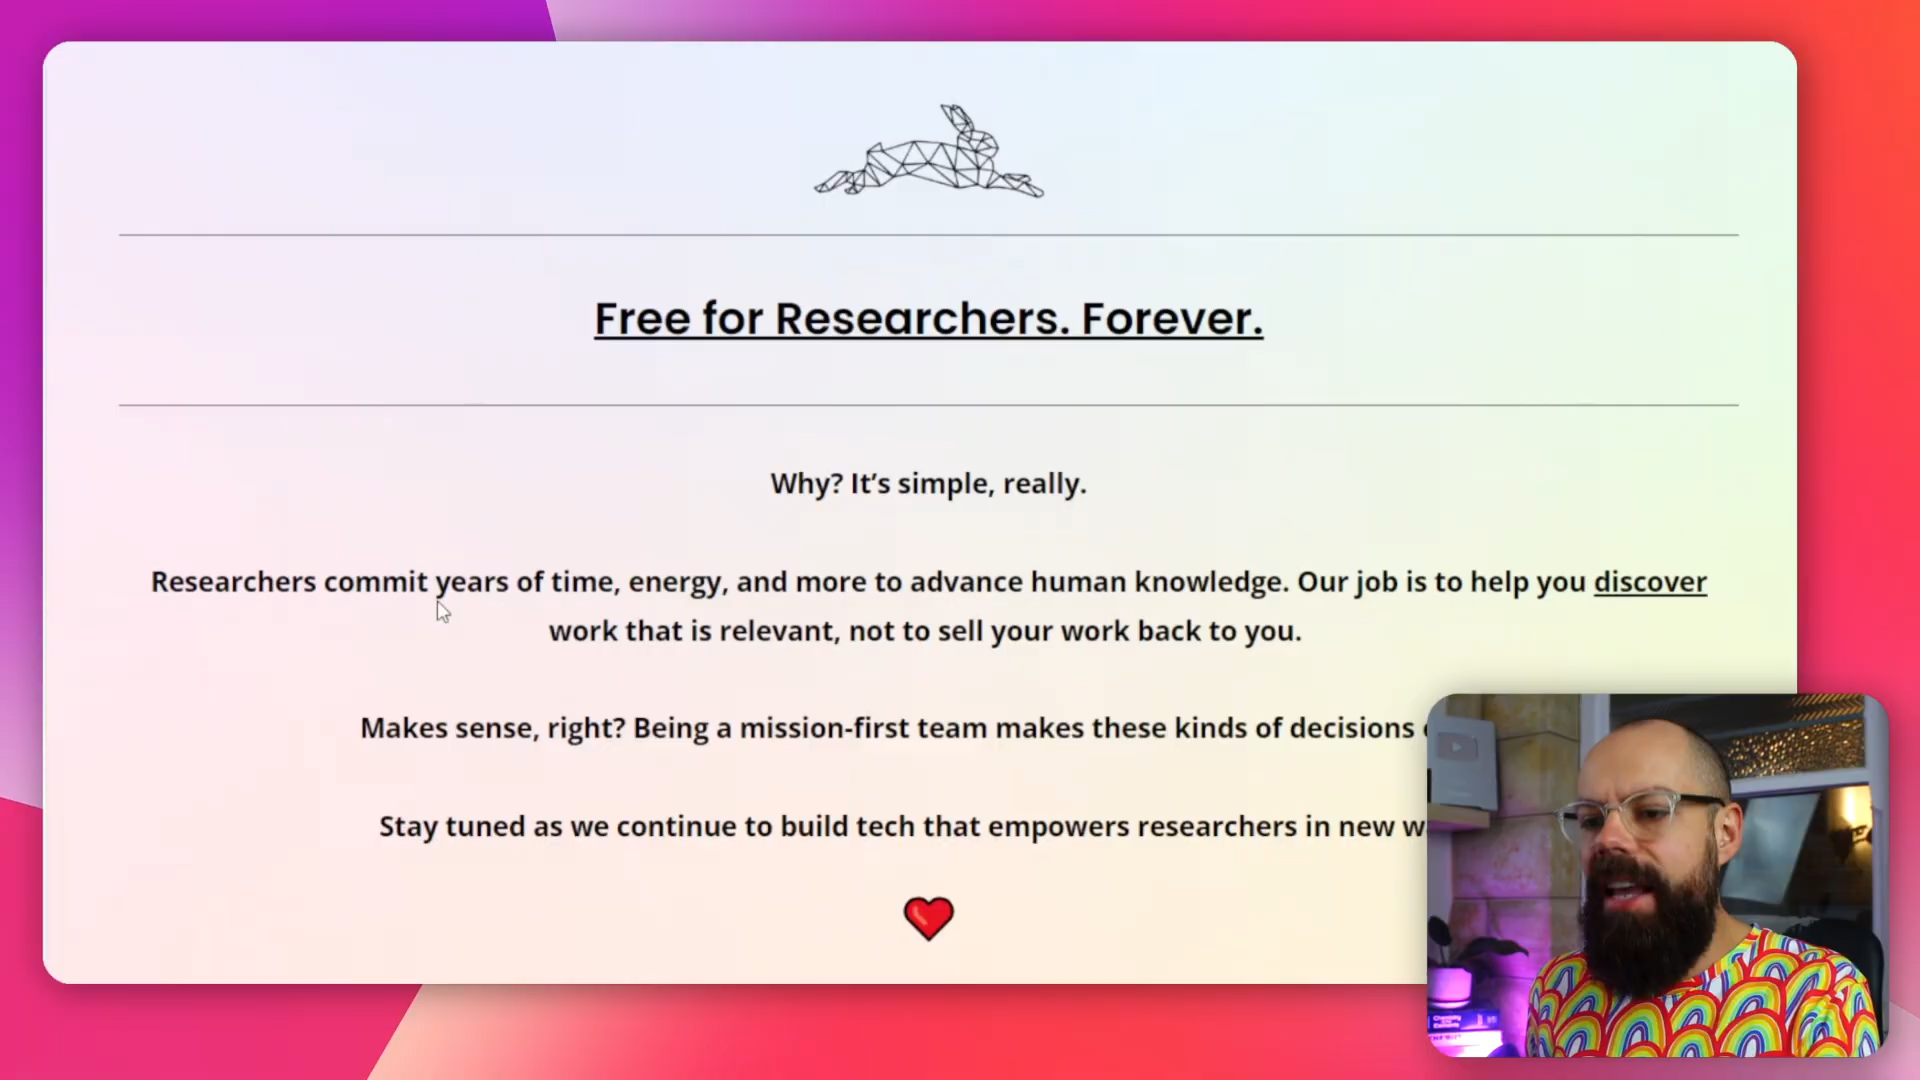 Free for Researchers. Forever.
Why? It’s simple, really.
Researchers commit years of time, energy, and more to advance human knowledge. Our job is to help you discover
work that is relevant, not to sell your work back to you.
Makes sense, right? Being a mission-first team makes these kinds of decisions
Stay tuned as we continue to build tech that empowers researchers in new